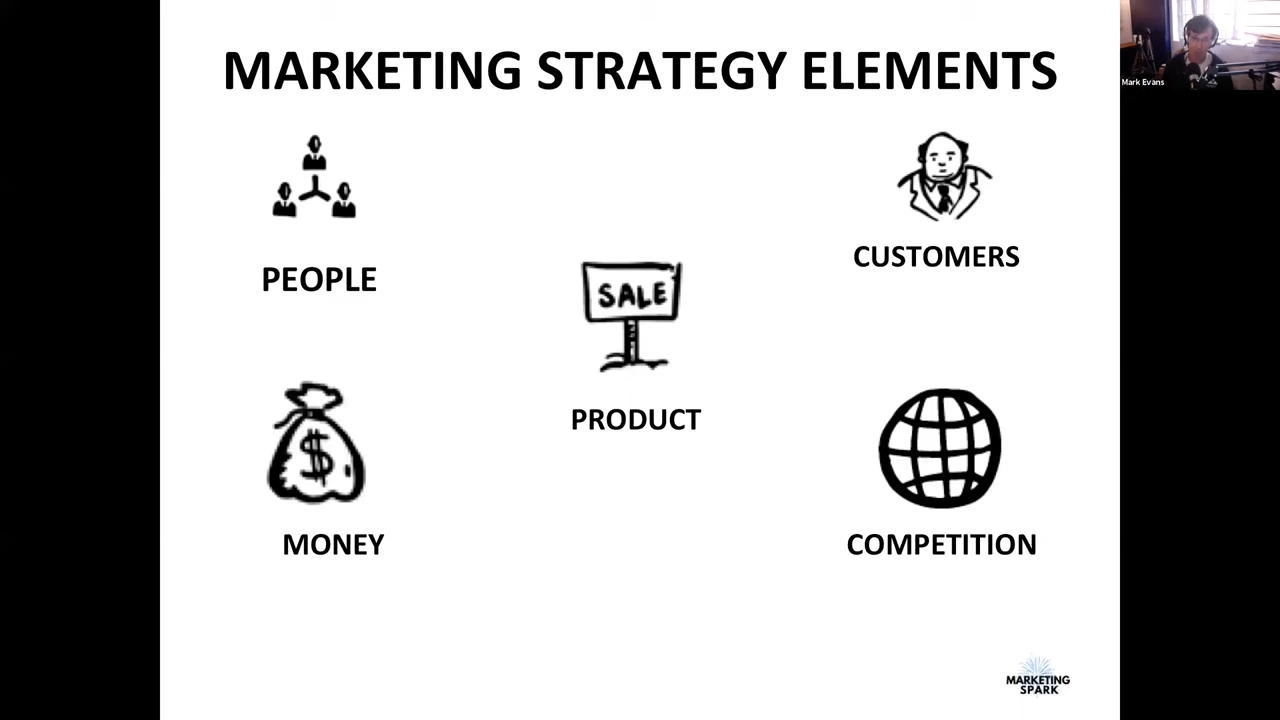 MARKETING STRATEGY ELEMENTS
Mark Evans
PEOPLE
CUSTOMERS
SALE
PRODUCT
$
MONEY
COMPETITION
MARKETING
SPARK